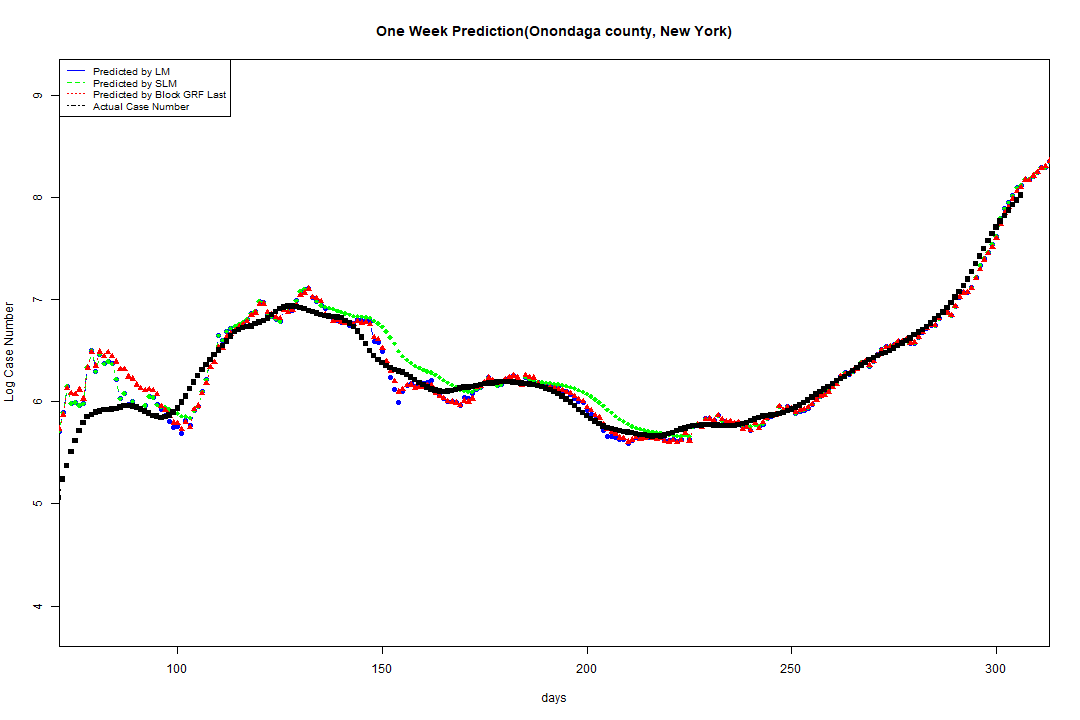 One Week Prediction(Onondaga county, New York)
Predicted by LM
Predicted by SLM
Predicted by Block GRF Last
Actual Case Number
Log Case Number
9
8
7
6
5
4
100 150 200 250 300
days